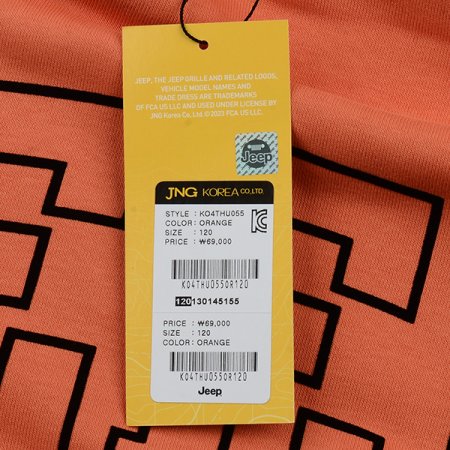 JEEP, THE JEEP GRILLE AND RELATED LOGOS,
VEHICLE MODEL NAMES AND
TRADE DRESS ARE TRADEMARKS
OF FCA US LLC AND USED UNDER LICENSE BY
JNG Korea Co., Ltd. © 2023 FCA US LLC.
Jeep
JNG KOREA CO.,LTD.
STYLE : KO4THU055
COLOR : ORANGE
SIZE : 120
PRICE : ₩69,000
KO4THU0550R120
120130145155
PRICE : ₩69,000
SIZE : 120
COLOR : ORANGE
KO4THU0550R120
Jeep